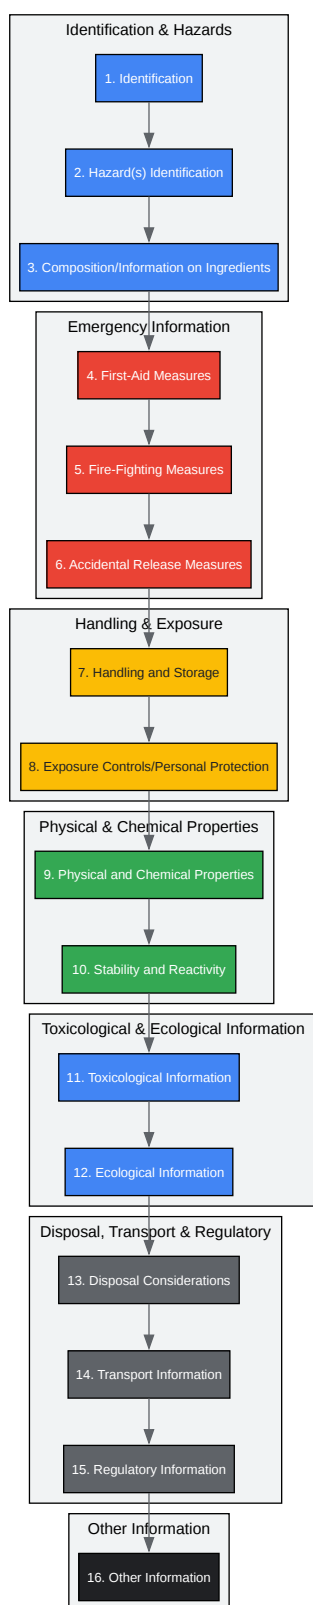 Identification & Hazards
1. Identification
2. Hazard(s) Identification
3. Composition/Information on Ingredients
Emergency Information
4. First-Aid Measures
5. Fire-Fighting Measures
6. Accidental Release Measures
Handling & Exposure
7. Handling and Storage
8. Exposure Controls/Personal Protection
Physical & Chemical Properties
9. Physical and Chemical Properties
10. Stability and Reactivity
Toxicological & Ecological Information
11. Toxicological Information
12. Ecological Information
Disposal, Transport & Regulatory
13. Disposal Considerations
14. Transport Information
15. Regulatory Information
Other Information
16. Other Information